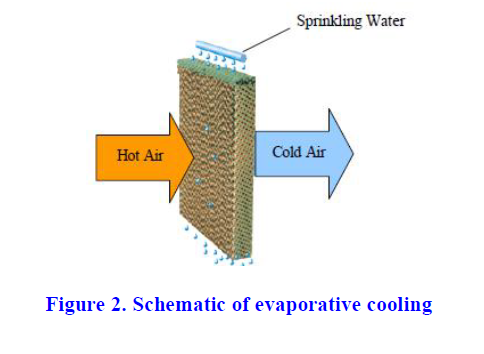 Sprinkling Water
Hot Air
Cold Air
Figure 2. Schematic of evaporative cooling